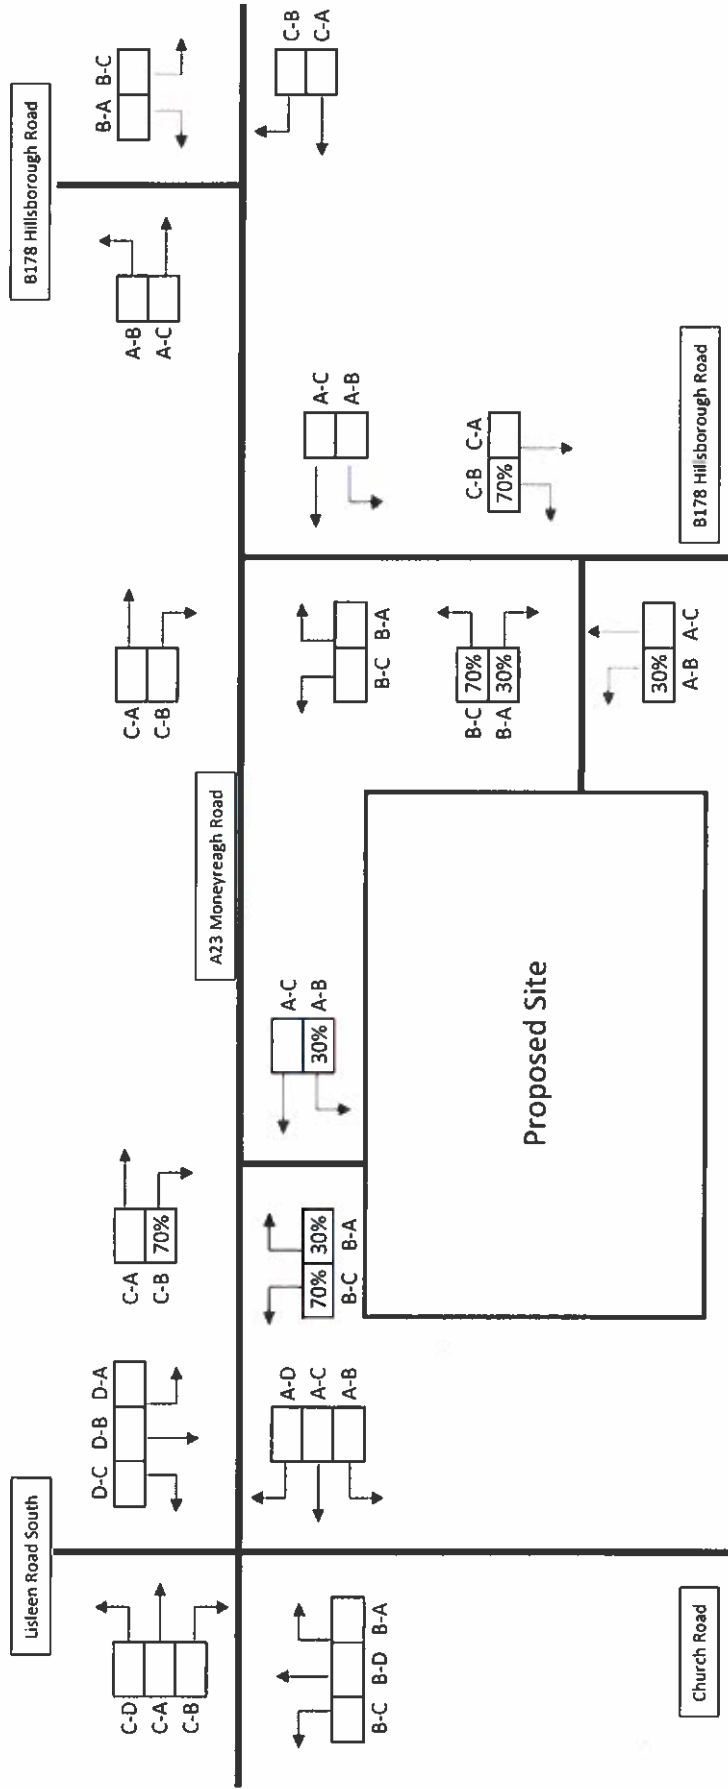 Lisleen Road South
B178 Hillsborough Road
C-D
C-A
C-B
D-C D-B D-A
C-A
C-B 70%
C-A
C-B
A-B
A-C
B-A B-C
A23 Moneyreagh Road
B-C B-D B-A
A-D
A-C
A-B
70% 30%
B-C B-A
A-C
30% A-B
B-C B-A
A-C
A-B
C-B
C-A
B-C 70%
B-A 30%
C-B C-A
70%
Proposed Site
30%
A-B A-C
Church Road
B178 Hillsborough Road